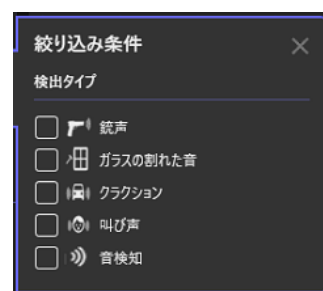 絞り込み条件
検出タイプ
銃声
ガラスの割れた音
クラクション
叫び声
音検知